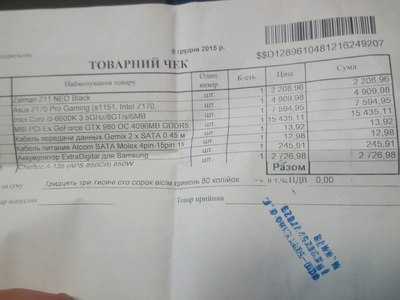 8 грудня 2015 р.
$$D1289610481216249207
ТОВАРНИЙ ЧЕК
Найменування товару Один. вимір. К-сть Ціна Сума
Zalman Z11 NEO Black шт. 1 2 208,96 2 208,96
Asus Z170 Pro Gaming (s1151, Intel Z170, шт. 1 4 909,98 4 909,98
Intel Core i5-6600K 3.5GHz/8GT/s/6MB шт. 1 7 594,95 7 594,95
MSI PCI-Ex GeForce GTX 980 OC 4096MB GDDR5 шт. 1 15 435,11 15 435,11
Кабель передачи данных Gemix 2 x SATA 0.45 м шт. 1 13,92 13,92
Кабель питания Atcom SATA Molex 4pin-15pin 15 шт. 1 12,98 12,98
Аккумулятор ExtraDigital для Samsung шт. 1 245,91 245,91
Chieftec A-135 (APS-850C) 850W шт. 1 2 726,98 2 726,98
Разом
на суму Тридцять три тисячі сто сорок вісім гривень 80 копійок в т.ч. ПДВ 0,00
Товар прийняв